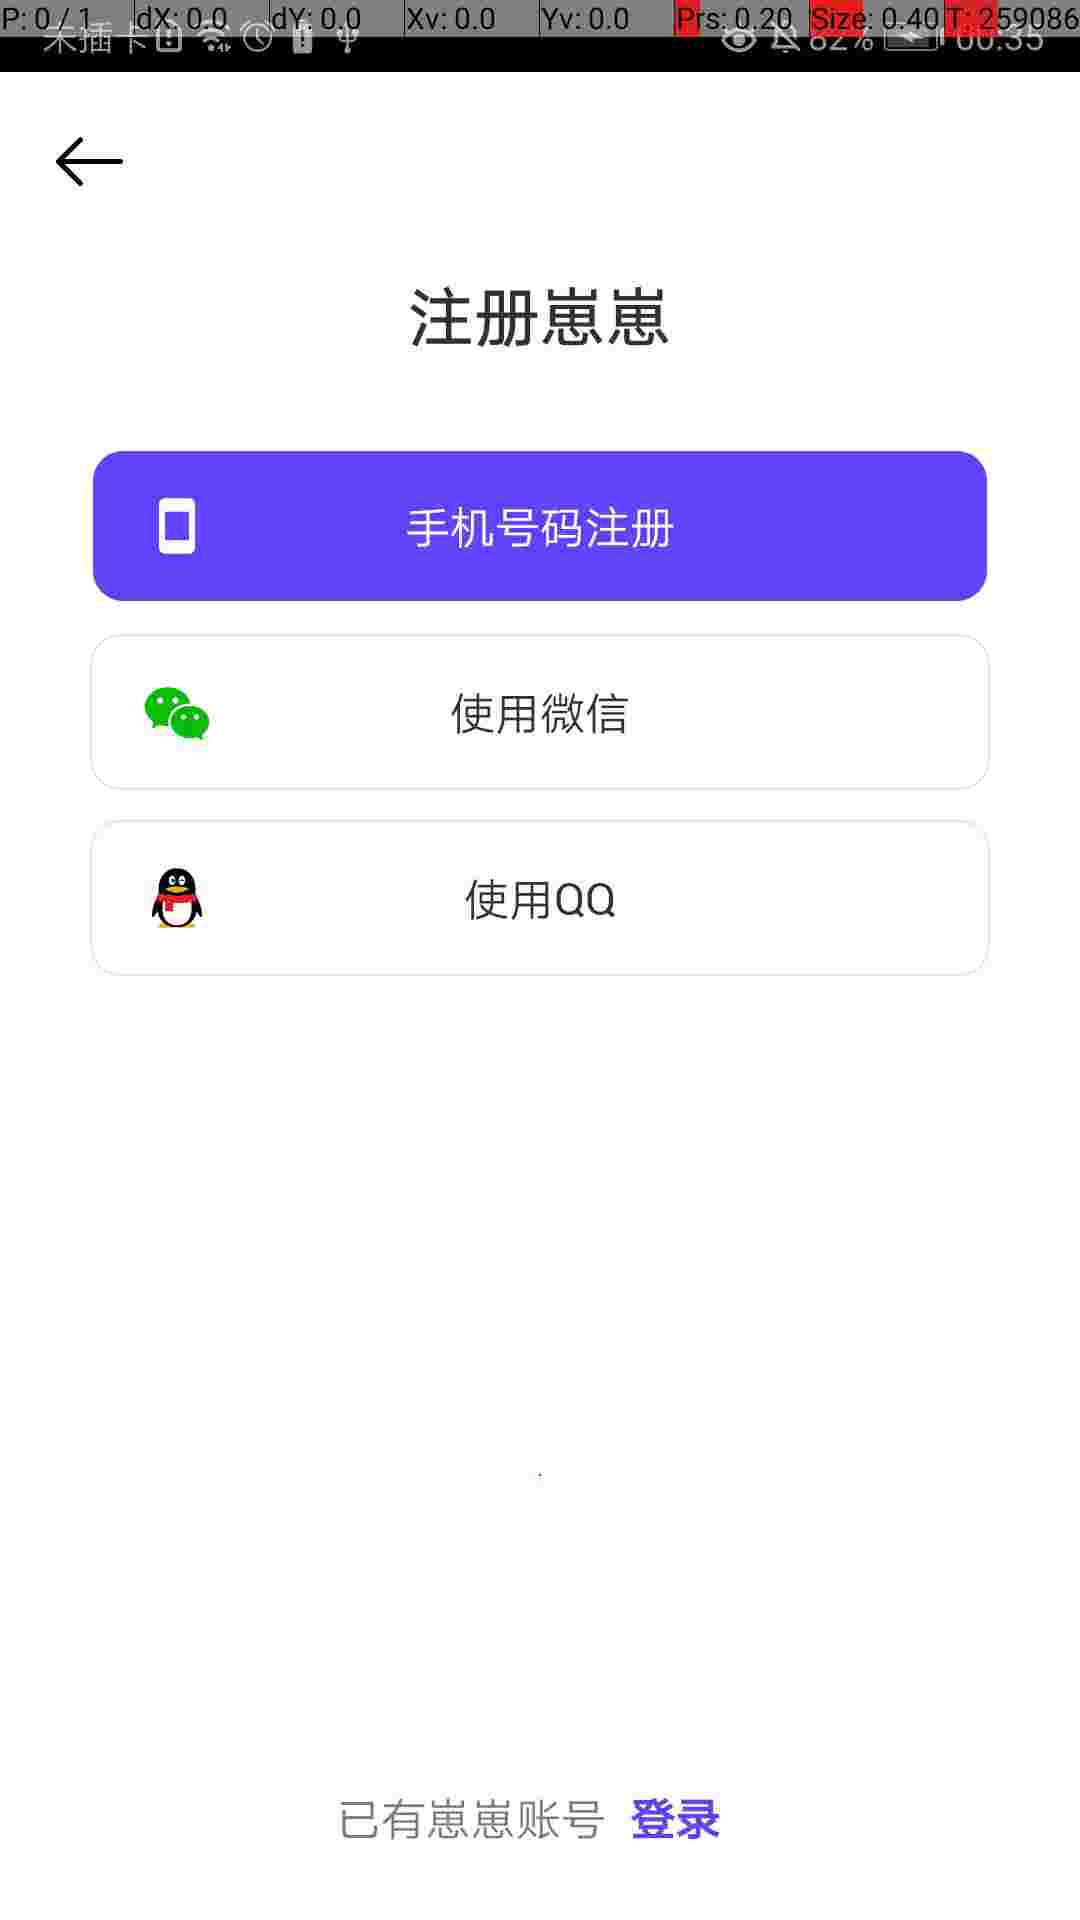 P: 0 / 1 dX: 0.0 dY: 0.0 Xv: 0.0 Yv: 0.0 Prs: 0.20 Size: 0.40 T: 259086
未插卡 82% 00:35
注册崽崽
手机号码注册
使用微信
使用QQ
已有崽崽账号 登录